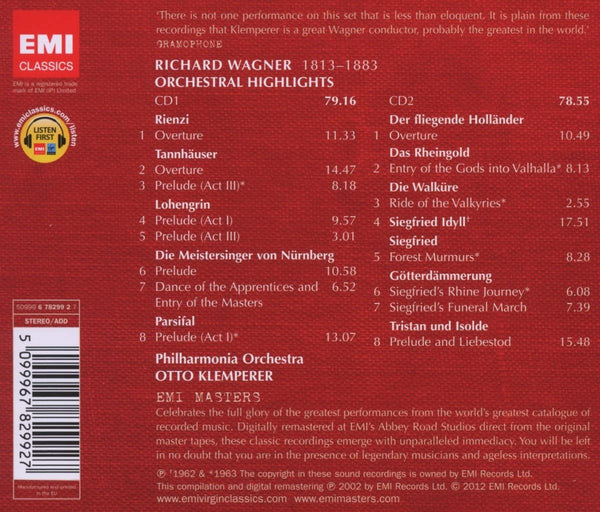 'There is not one performance on this set that is less than eloquent. It is plain from these
recordings that Klemperer is a great Wagner conductor, probably the greatest in the world.'
GRAMOPHONE
EMI
CLASSICS
EMI is a registered trade
mark of EMI (IP) Limited
www.emiclassics.com/listen
LISTEN
FIRST
EMI
RICHARD WAGNER 1813–1883
ORCHESTRAL HIGHLIGHTS
CD1 79.16
Rienzi
1 Overture 11.33
Tannhäuser
2 Overture 14.47
3 Prelude (Act III)* 8.18
Lohengrin
4 Prelude (Act I) 9.57
5 Prelude (Act III) 3.01
Die Meistersinger von Nürnberg
6 Prelude 10.58
7 Dance of the Apprentices and 6.52
Entry of the Masters
Parsifal
8 Prelude (Act I)* 13.07
CD2 78.55
Der fliegende Holländer
1 Overture 10.49
Das Rheingold
2 Entry of the Gods into Valhalla* 8.13
Die Walküre
3 Ride of the Valkyries* 2.55
4 Siegfried Idyll† 17.51
Siegfried
5 Forest Murmurs* 8.28
Götterdämmerung
6 Siegfried's Rhine Journey* 6.08
7 Siegfried's Funeral March 7.39
Tristan und Isolde
8 Prelude and Liebestod 15.48
Philharmonia Orchestra
OTTO KLEMPERER
EMI MASTERS
Celebrates the full glory of the greatest performances from the world's greatest catalogue of
recorded music. Digitally remastered at EMI's Abbey Road Studios direct from the original
master tapes, these classic recordings emerge with unparalleled immediacy. You will be left
in no doubt that you are in the presence of legendary musicians and ageless interpretations.
℗ †1962 & *1963 The copyright in these sound recordings is owned by EMI Records Ltd.
This compilation and digital remastering ℗ 2002 by EMI Records Ltd. © 2012 EMI Records Ltd.
www.emivirginclassics.com www.emimasters.com
50999 6 78299 2 7
STEREO/ADD
5 099967 829927
Manufactured and printed
in the EU